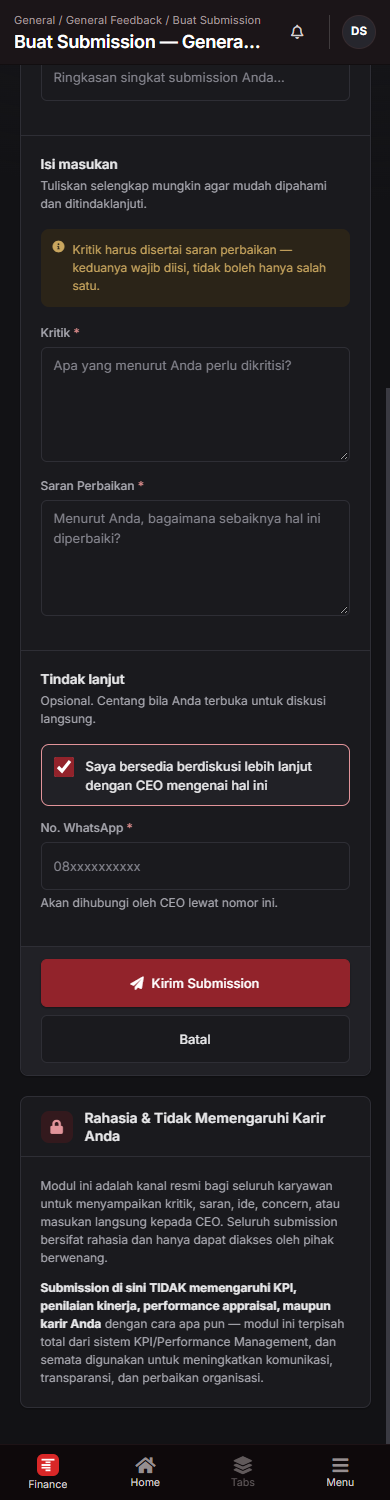 General / General Feedback / Buat Submission
Buat Submission — Genera...
DS
Ringkasan singkat submission Anda...
Isi masukan
Tuliskan selengkap mungkin agar mudah dipahami
dan ditindaklanjuti.
Kritik harus disertai saran perbaikan —
keduanya wajib diisi, tidak boleh hanya salah
satu.
Kritik *
Apa yang menurut Anda perlu dikritisi?
Saran Perbaikan *
Menurut Anda, bagaimana sebaiknya hal ini
diperbaiki?
Tindak lanjut
Opsional. Centang bila Anda terbuka untuk diskusi
langsung.
Saya bersedia berdiskusi lebih lanjut
dengan CEO mengenai hal ini
No. WhatsApp *
08xxxxxxxxxx
Akan dihubungi oleh CEO lewat nomor ini.
Kirim Submission
Batal
Rahasia & Tidak Memengaruhi Karir
Anda
Modul ini adalah kanal resmi bagi seluruh karyawan
untuk menyampaikan kritik, saran, ide, concern, atau
masukan langsung kepada CEO. Seluruh submission
bersifat rahasia dan hanya dapat diakses oleh pihak
berwenang.
Submission di sini TIDAK memengaruhi KPI,
penilaian kinerja, performance appraisal, maupun
karir Anda dengan cara apa pun — modul ini terpisah
total dari sistem KPI/Performance Management, dan
semata digunakan untuk meningkatkan komunikasi,
transparansi, dan perbaikan organisasi.
Finance
Home
Tabs
Menu